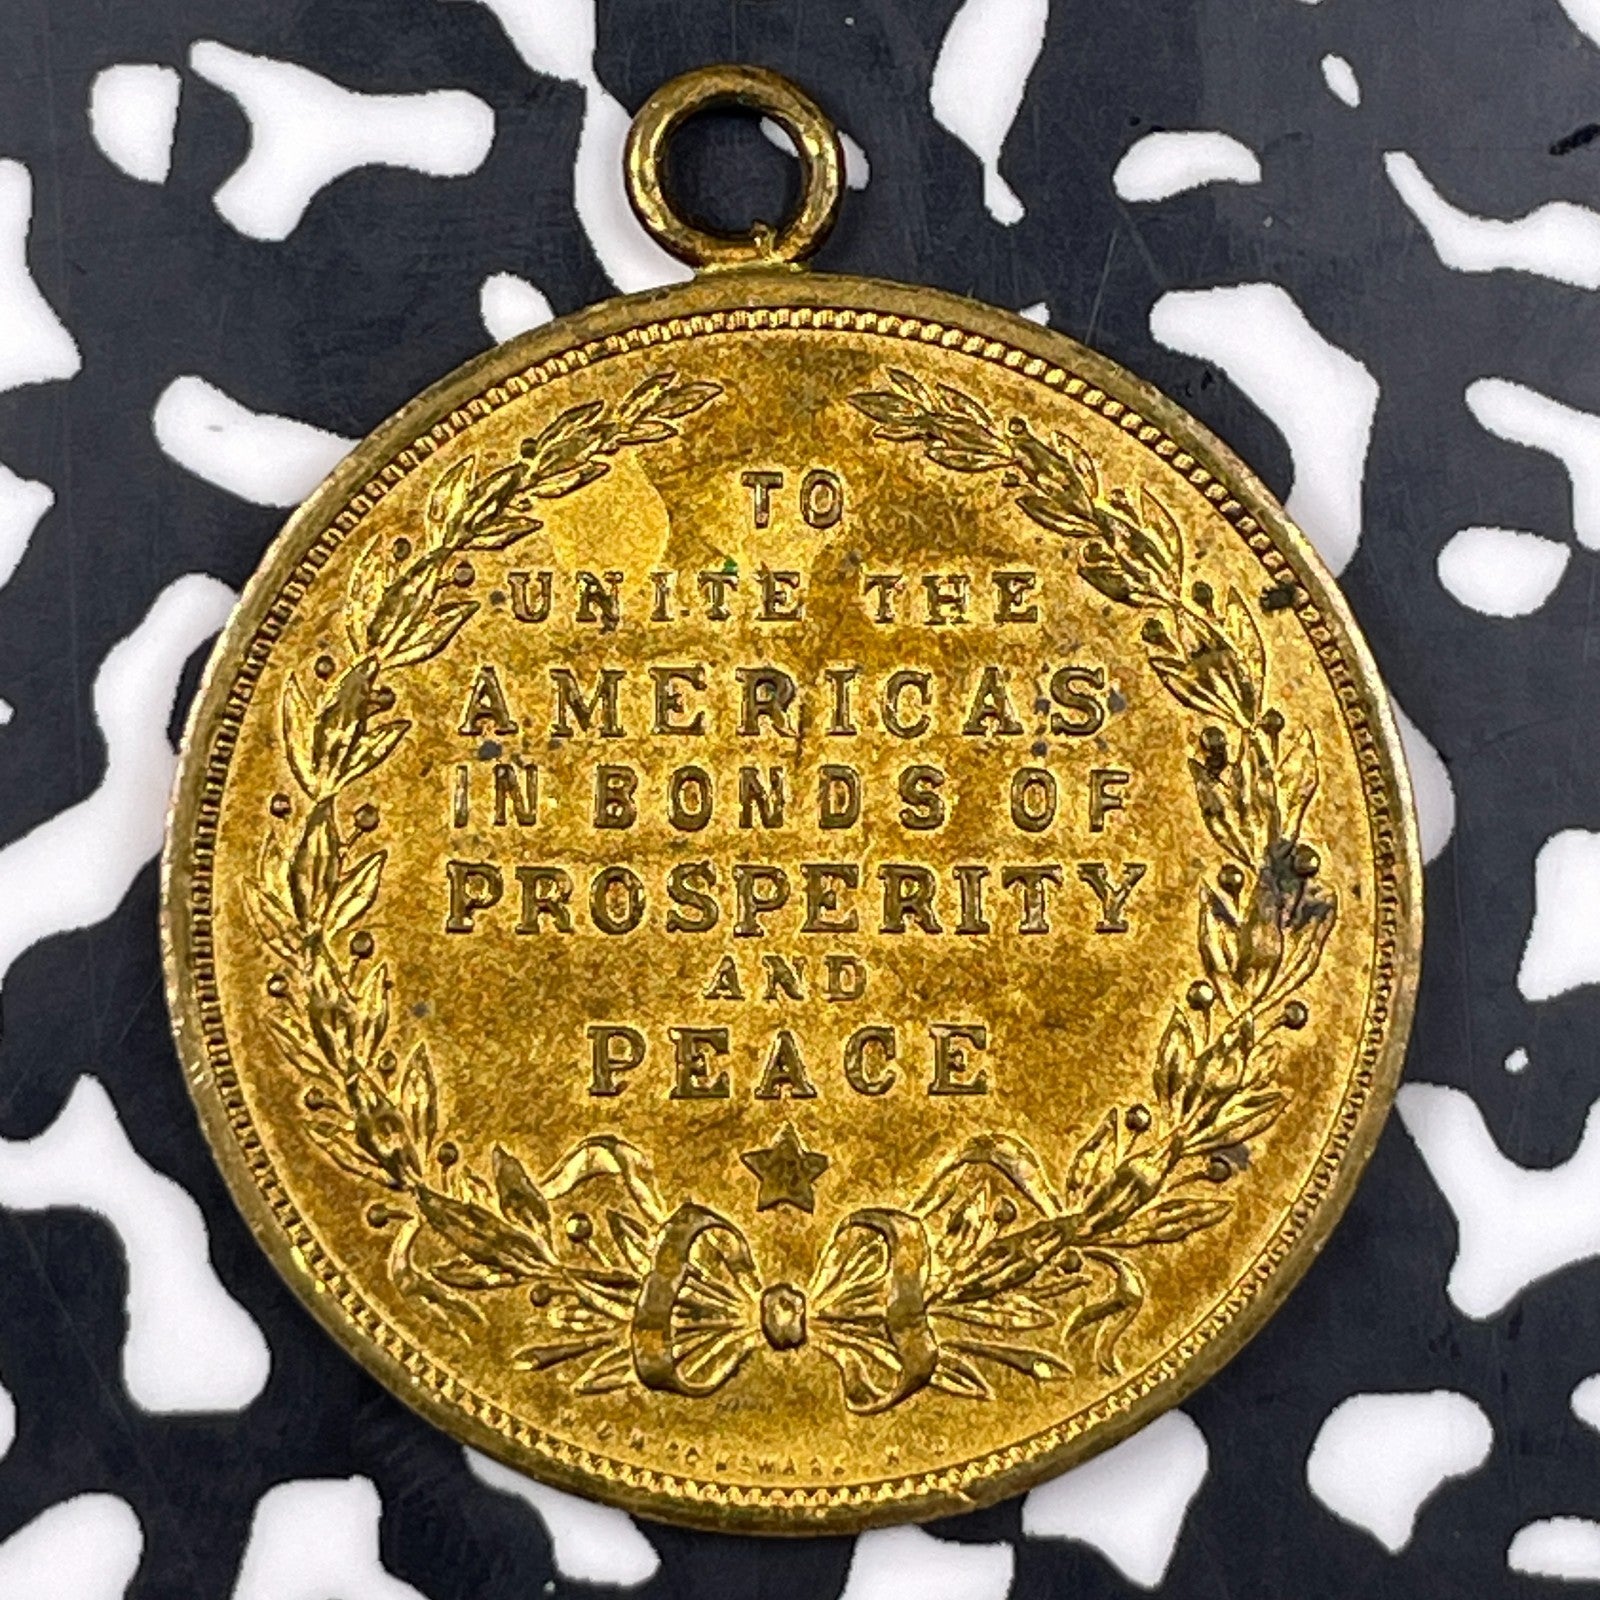 TO
UNITE THE
AMERICAS
IN BONDS OF
PROSPERITY
AND
PEACE